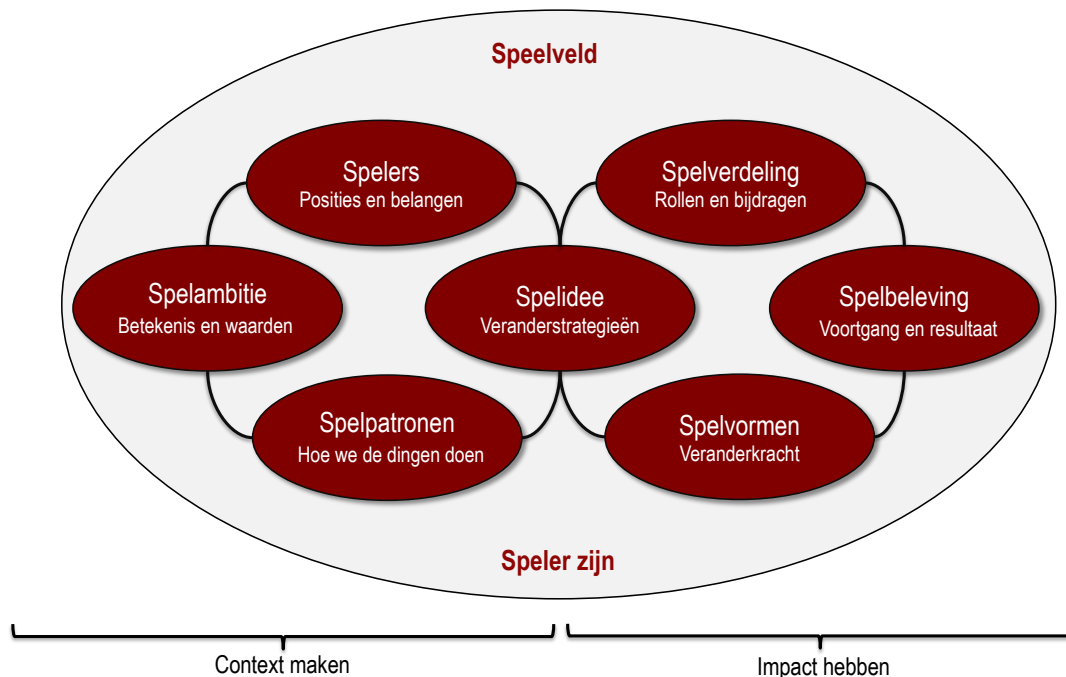 Speelveld
Spelers
Posities en belangen
Spelverdeling
Rollen en bijdragen
Spelambitie
Betekenis en waarden
Spelidee
Veranderstrategieën
Spelbeleving
Voortgang en resultaat
Spelpatronen
Hoe we de dingen doen
Spelvormen
Veranderkracht
Speler zijn
Context maken
Impact hebben